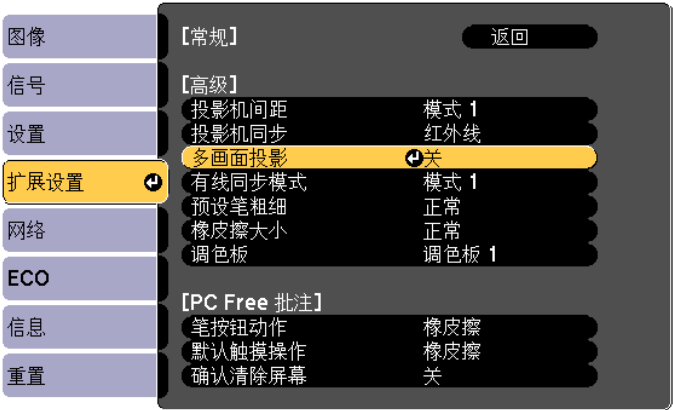 图像
信号
设置
扩展设置
网络
ECO
信息
重置
[常规]
返回
[高级]
投影机间距 模式 1
投影机同步 红外线
多画面投影 关
有线同步模式 模式 1
预设笔粗细 正常
橡皮擦大小 正常
调色板 调色板 1
[PC Free 批注]
笔按钮动作 橡皮擦
默认触摸操作 橡皮擦
确认清除屏幕 关